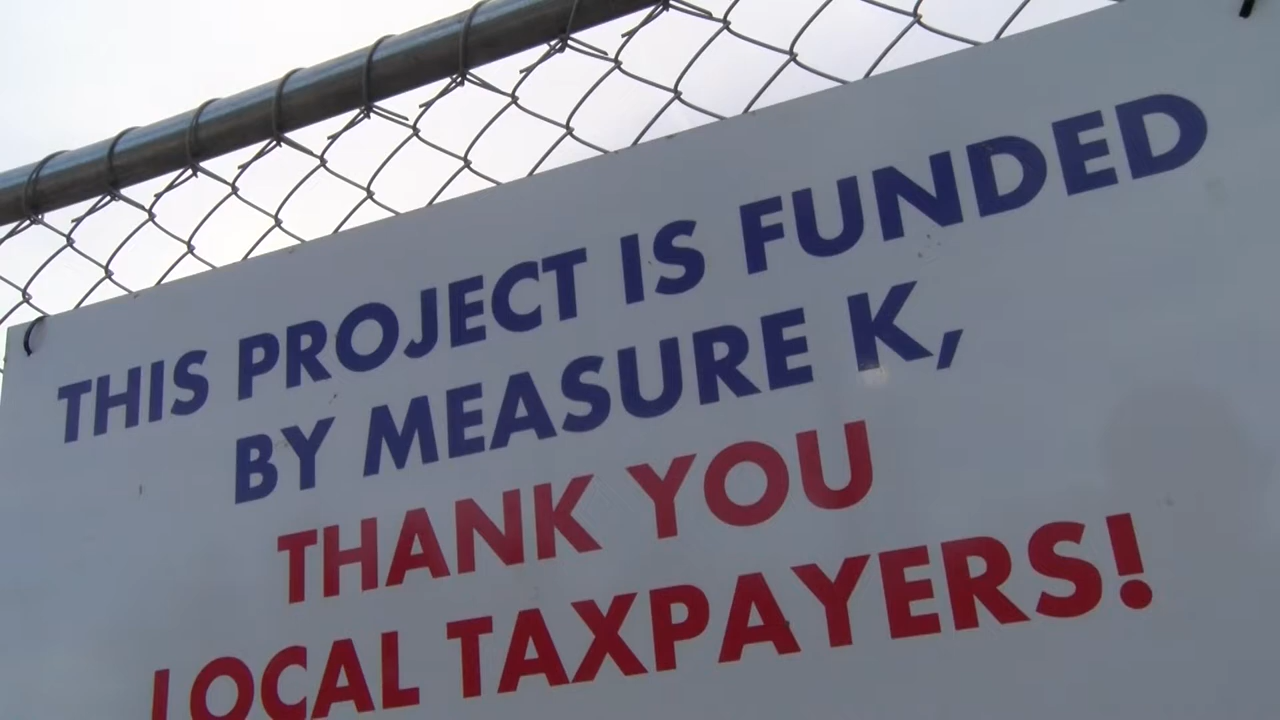 THIS PROJECT IS FUNDED
BY MEASURE K,
THANK YOU
LOCAL TAXPAYERS!